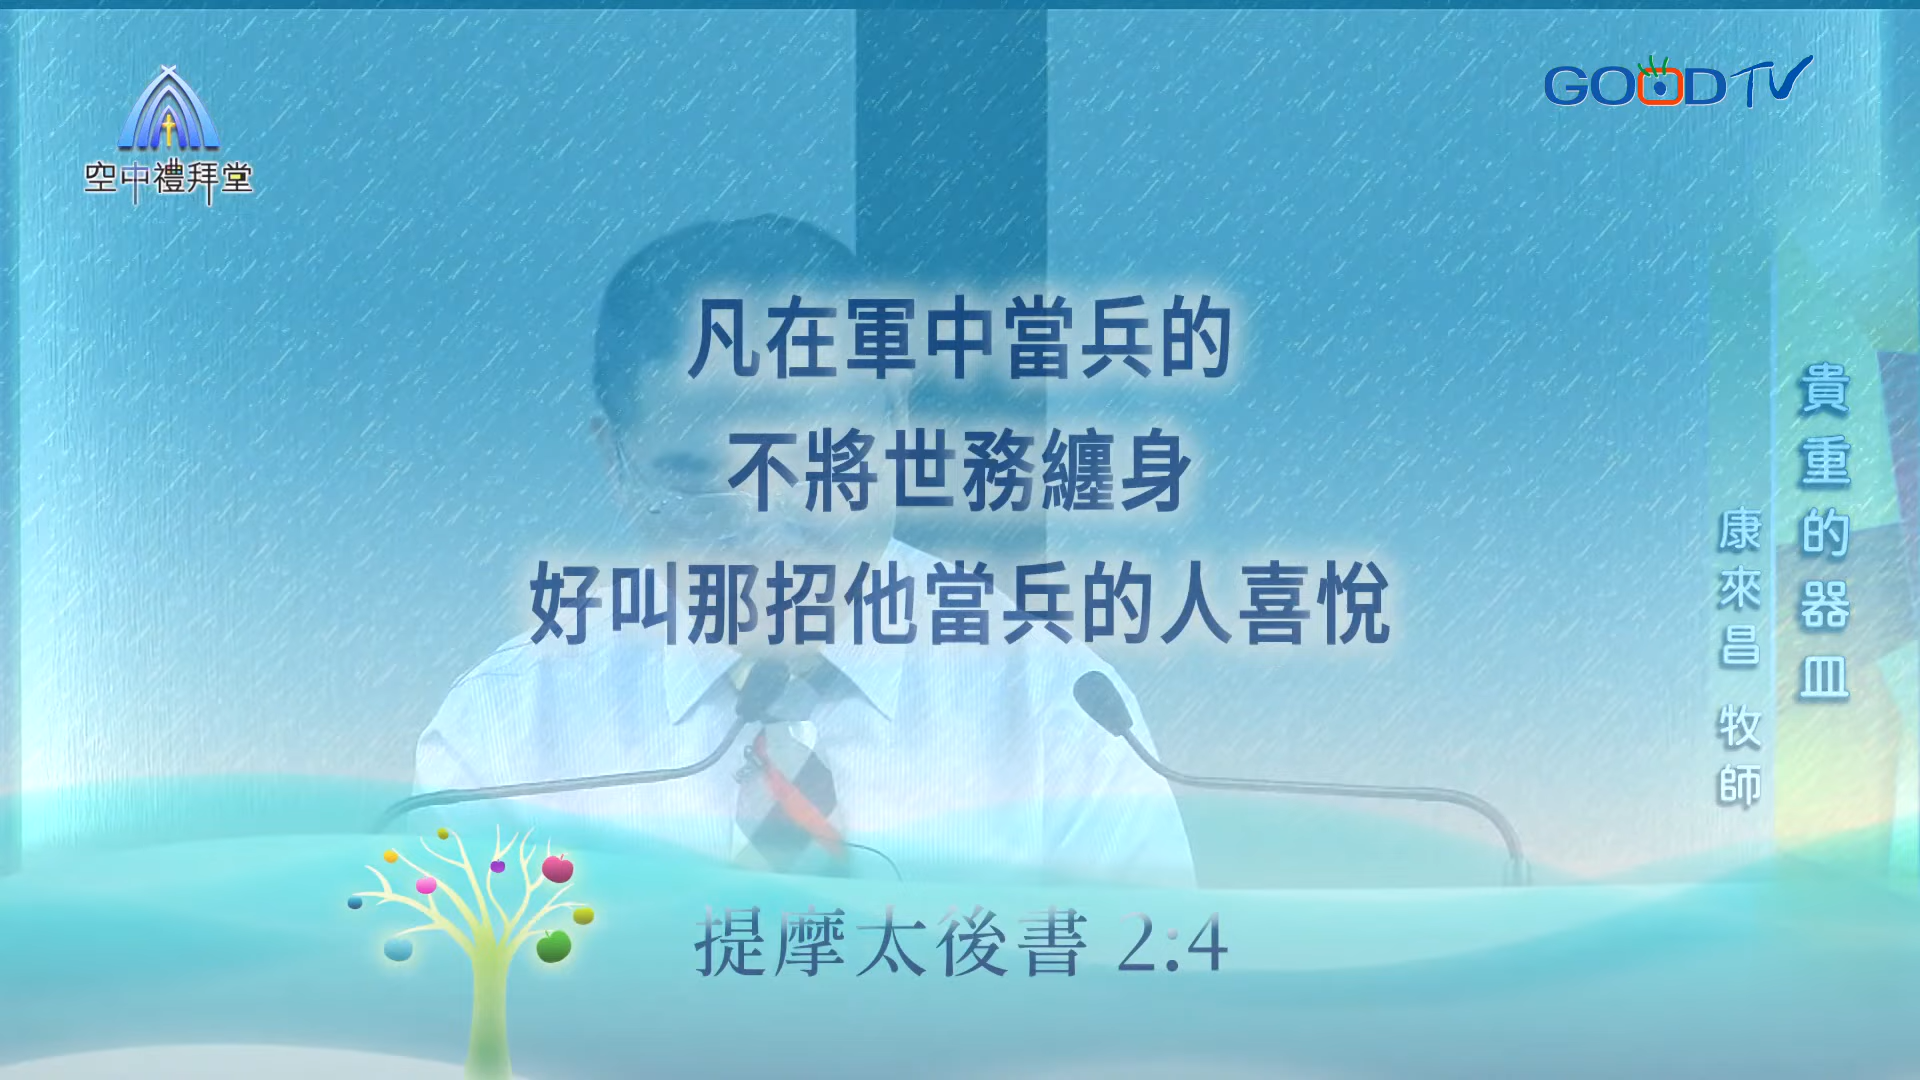 空中禮拜堂
GOOD TV
凡在軍中當兵的
不將世務纏身
好叫那招他當兵的人喜悅
貴重的器皿
康來昌 牧師
提摩太後書 2:4